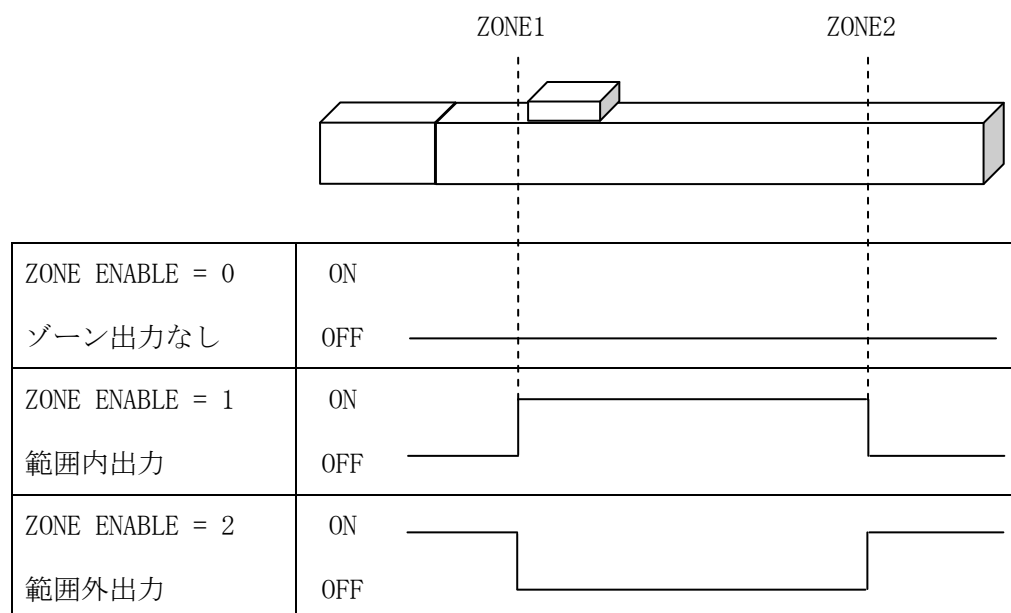 ZONE1 ZONE2
ZONE ENABLE = 0 ON
ゾーン出力なし OFF
ZONE ENABLE = 1 ON
範囲内出力 OFF
ZONE ENABLE = 2 ON
範囲外出力 OFF